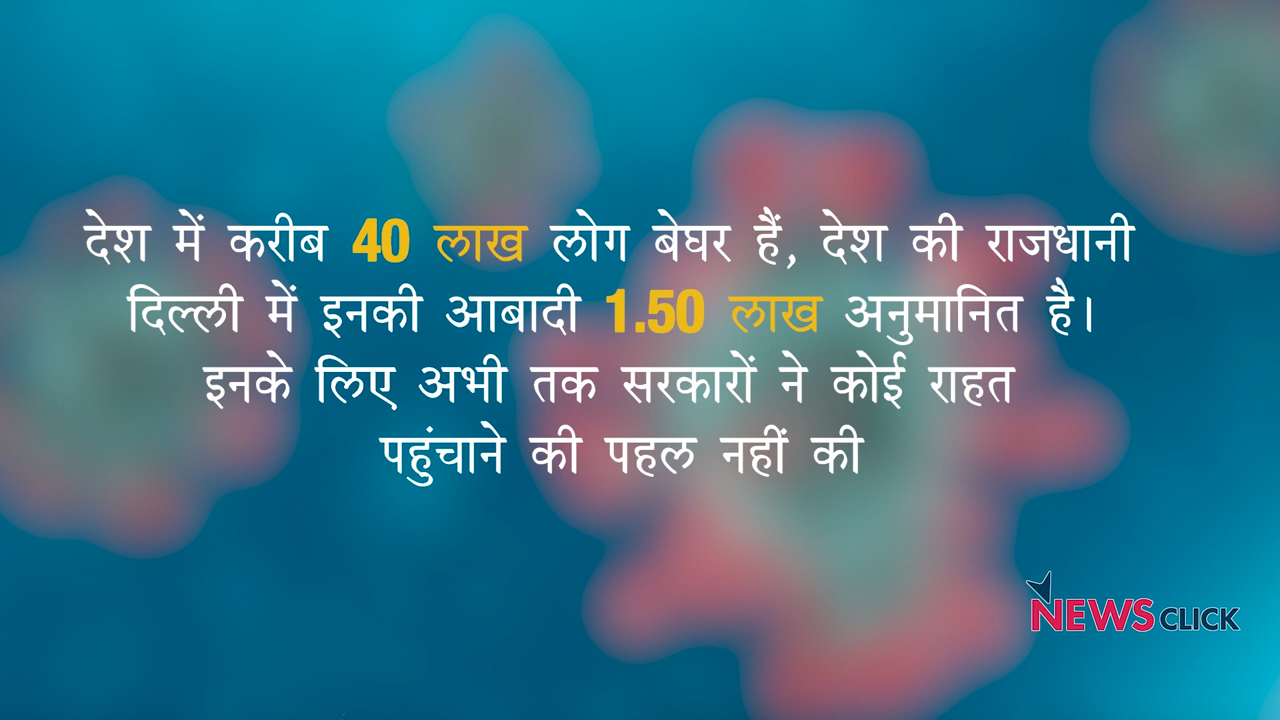 देश में करीब 40 लाख लोग बेघर हैं, देश की राजधानी
दिल्ली में इनकी आबादी 1.50 लाख अनुमानित है।
इनके लिए अभी तक सरकारों ने कोई राहत
पहुंचाने की पहल नहीं की
NEWSCLICK